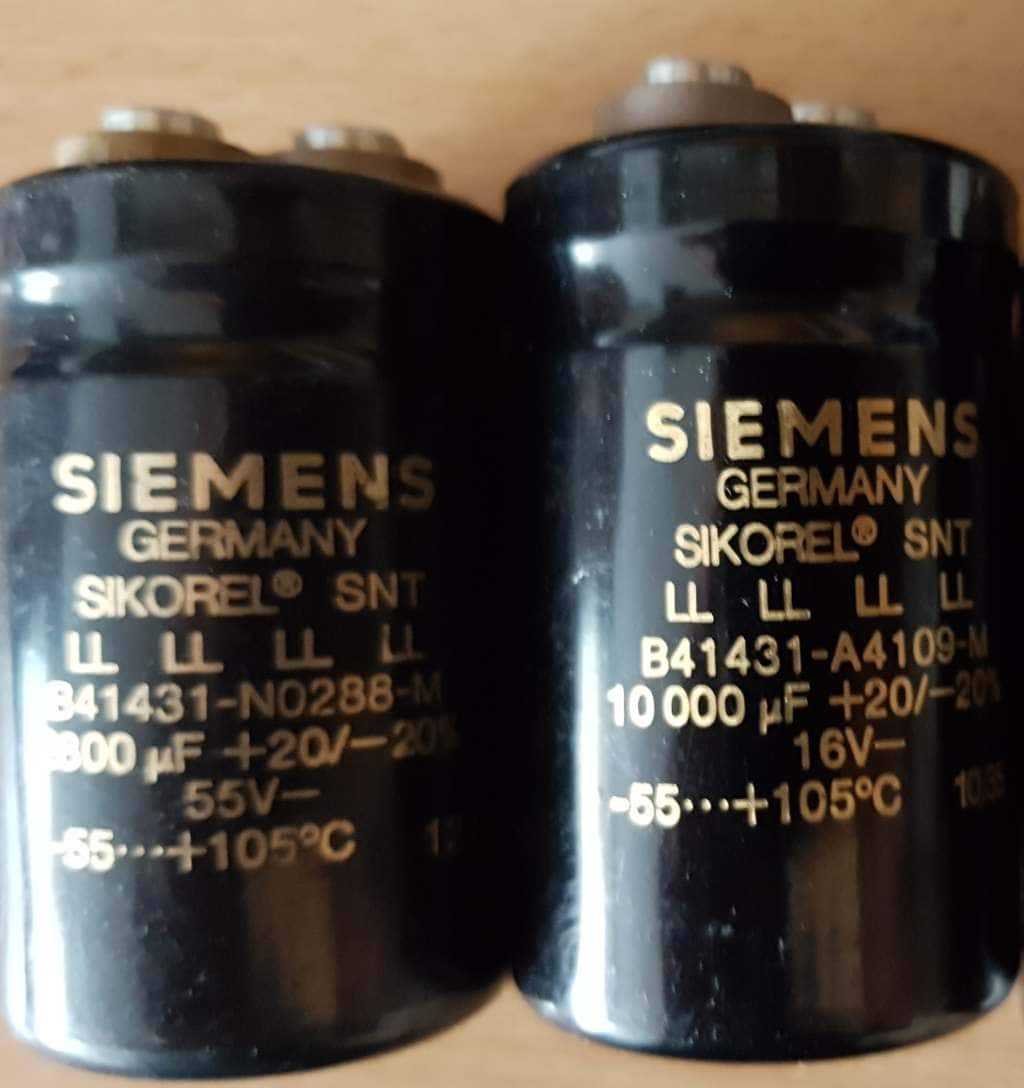 SIEMENS
GERMANY
SIKOREL® SNT
LL LL LL LL
B41431-N0288-M
800 µF +20/−20%
55V−
-55···+105°C
SIEMENS
GERMANY
SIKOREL® SNT
LL LL LL LL
B41431-A4109-M
10 000 µF +20/−20%
16V−
-55···+105°C